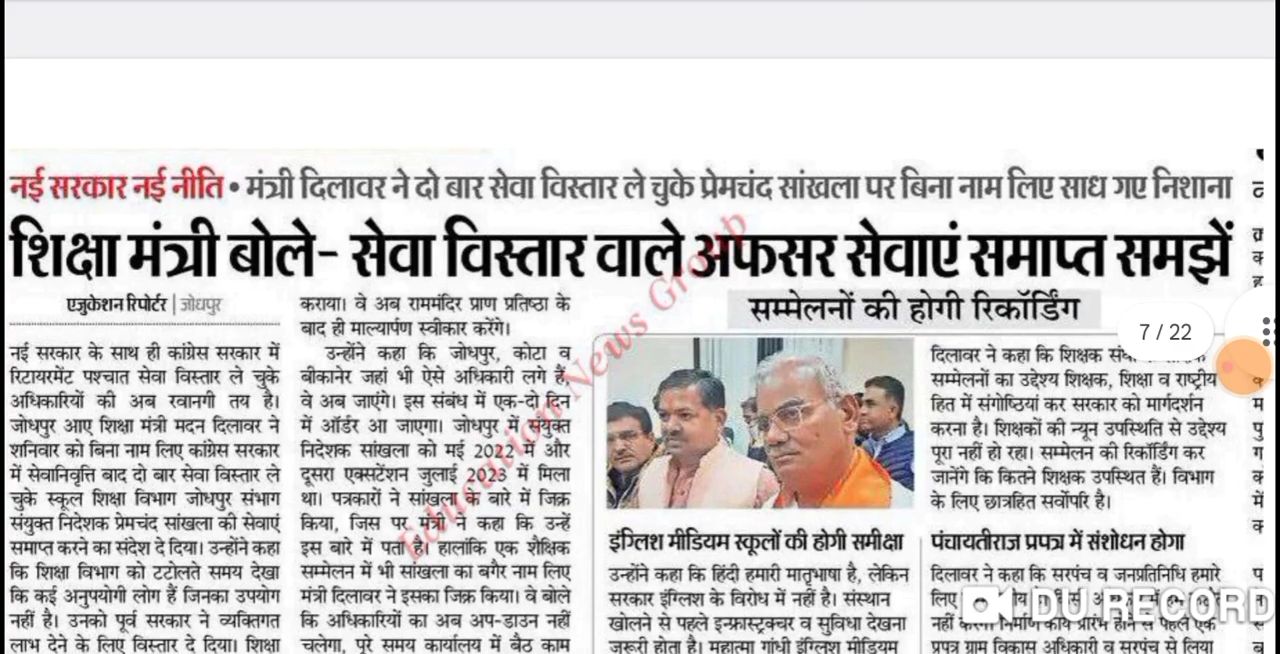 नई सरकार नई नीति • मंत्री दिलावर ने दो बार सेवा विस्तार ले चुके प्रेमचंद सांखला पर बिना नाम लिए साध गए निशाना
शिक्षा मंत्री बोले- सेवा विस्तार वाले अफसर सेवाएं समाप्त समझें
एजुकेशन रिपोर्टर | जोधपुर
नई सरकार के साथ ही कांग्रेस सरकार में
रिटायरमेंट पश्चात सेवा विस्तार ले चुके
अधिकारियों की अब रवानगी तय है।
जोधपुर आए शिक्षा मंत्री मदन दिलावर ने
शनिवार को बिना नाम लिए कांग्रेस सरकार
में सेवानिवृत्ति बाद दो बार सेवा विस्तार ले
चुके स्कूल शिक्षा विभाग जोधपुर संभाग
संयुक्त निदेशक प्रेमचंद सांखला की सेवाएं
समाप्त करने का संदेश दे दिया। उन्होंने कहा
कि शिक्षा विभाग को टटोलते समय देखा
कि कई अनुपयोगी लोग हैं जिनका उपयोग
नहीं है। उनको पूर्व सरकार ने व्यक्तिगत
लाभ देने के लिए विस्तार दे दिया। शिक्षा
कराया। वे अब राममंदिर प्राण प्रतिष्ठा के
बाद ही माल्यार्पण स्वीकार करेंगे।
उन्होंने कहा कि जोधपुर, कोटा व
बीकानेर जहां भी ऐसे अधिकारी लगे हैं,
वे अब जाएंगे। इस संबंध में एक-दो दिन
में ऑर्डर आ जाएगा। जोधपुर में संयुक्त
निदेशक सांखला को मई 2022 में और
दूसरा एक्सटेंशन जुलाई 2023 में मिला
था। पत्रकारों ने सांखला के बारे में जिक्र
किया, जिस पर मंत्री ने कहा कि उन्हें
इस बारे में पता है। हालांकि एक शैक्षिक
सम्मेलन में भी सांखला का बगैर नाम लिए
मंत्री दिलावर ने इसका जिक्र किया। वे बोले
कि अधिकारियों का अब अप-डाउन नहीं
चलेगा, पूरे समय कार्यालय में बैठ काम
सम्मेलनों की होगी रिकॉर्डिंग
7 / 22
दिलावर ने कहा कि शिक्षक
सम्मेलनों का उद्देश्य शिक्षक, शिक्षा व राष्ट्रीय
हित में संगोष्ठियां कर सरकार को मार्गदर्शन
करना है। शिक्षकों की न्यून उपस्थिति से उद्देश्य
पूरा नहीं हो रहा। सम्मेलन की रिकॉर्डिंग कर
जानेंगे कि कितने शिक्षक उपस्थित हैं। विभाग
के लिए छात्रहित सर्वोपरि है।
इंग्लिश मीडियम स्कूलों की होगी समीक्षा
उन्होंने कहा कि हिंदी हमारी मातृभाषा है, लेकिन
सरकार इंग्लिश के विरोध में नहीं है। संस्थान
खोलने से पहले इन्फ्रास्ट्रक्चर व सुविधा देखना
जरूरी होता है। महात्मा गांधी इंग्लिश मीडियम
पंचायतीराज प्रपत्र में संशोधन होगा
दिलावर ने कहा कि सरपंच व जनप्रतिनिधि हमारे
लिए
नहीं करना निर्माण कार्य प्रारंभ होने से पहले एक
प्रपत्र ग्राम विकास अधिकारी व सरपंच से लिया
Education News Group
DU RECORD